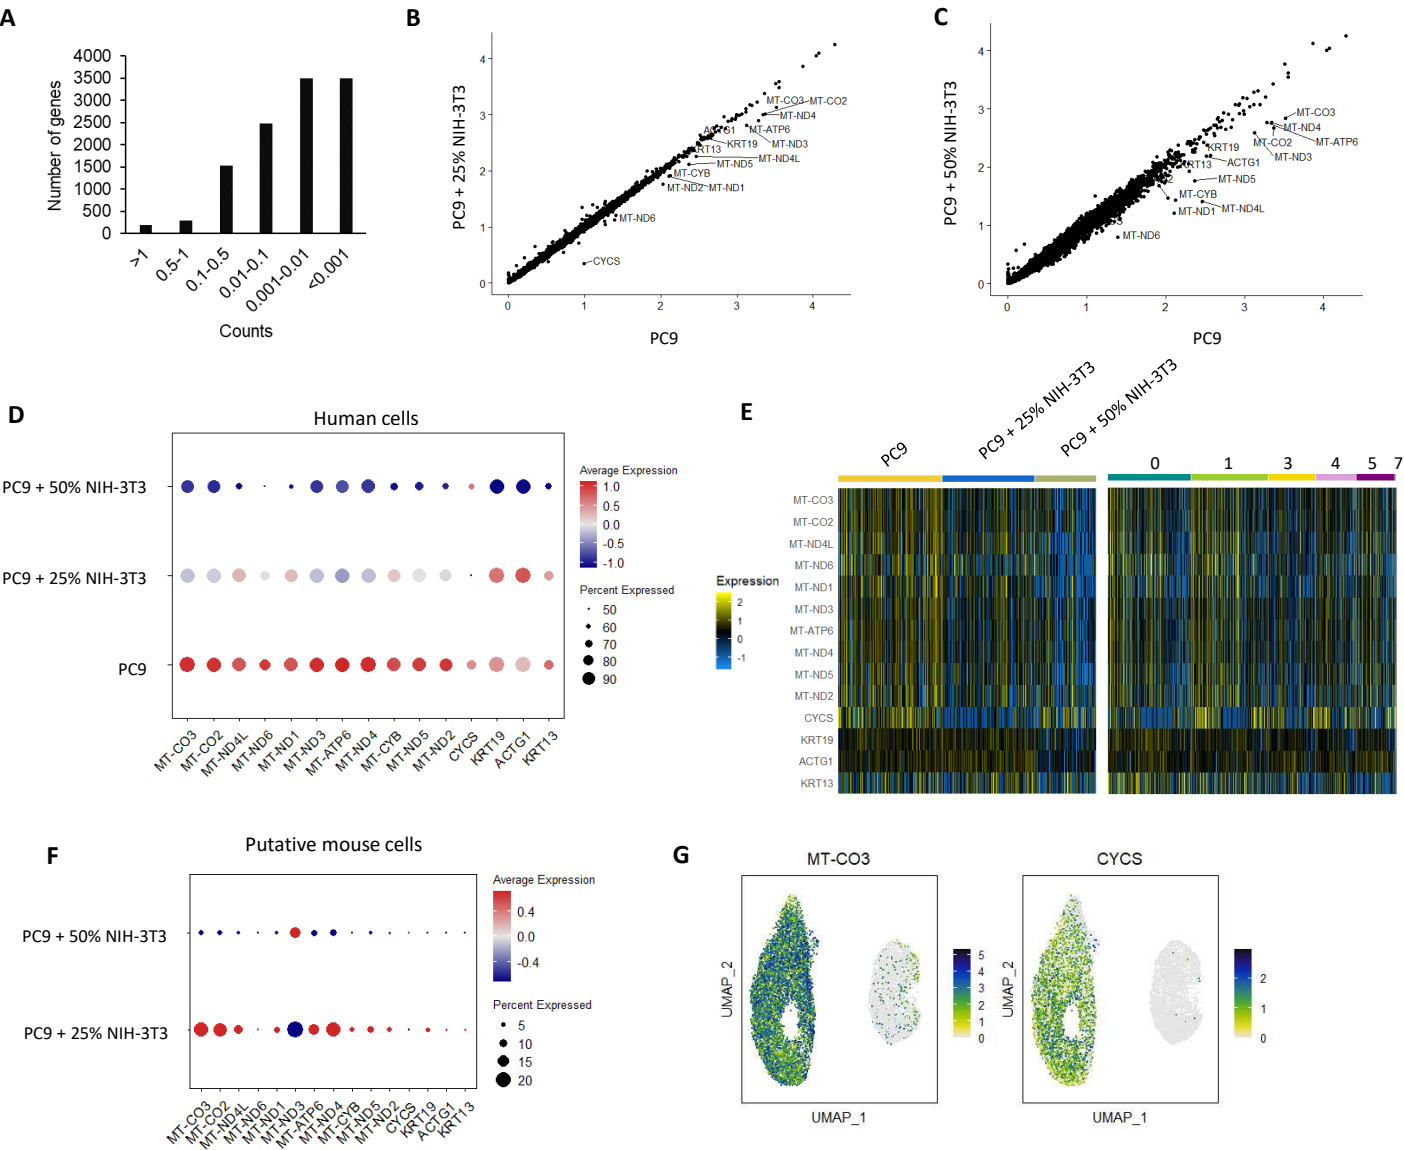 A
4000
3500
3000
2500
2000
1500
1000
500
0
Number of genes
>1
0.5-1
0.1-0.5
0.01-0.1
0.001-0.01
<0.001
Counts
B
PC9 + 25% NIH-3T3
4
3
2
1
0
MT-CO3
MT-CO2
MT-ND4
ACTG1
MT-ATP6
KRT19
MT-ND3
KRT13
MT-ND4L
MT-ND5
MT-CYB
MT-ND2
MT-ND1
MT-ND6
CYCS
0
1
2
3
4
PC9
C
PC9 + 50% NIH-3T3
4
3
2
1
0
MT-CO3
MT-ND4
MT-CO2
MT-ATP6
KRT19
MT-ND3
KRT13
ACTG1
MT-ND5
MT-CYB
MT-ND1
MT-ND4L
MT-ND6
0
1
2
3
4
PC9
D
Human cells
PC9 + 50% NIH-3T3
PC9 + 25% NIH-3T3
PC9
MT-CO3
MT-CO2
MT-ND4L
MT-ND6
MT-ND1
MT-ND3
MT-ATP6
MT-ND4
MT-CYB
MT-ND5
MT-ND2
CYCS
KRT19
ACTG1
KRT13
Average Expression
1.0
0.5
0.0
-0.5
-1.0
Percent Expressed
50
60
70
80
90
E
PC9
PC9 + 25% NIH-3T3
PC9 + 50% NIH-3T3
0
1
3
4
5
7
MT-CO3
MT-CO2
MT-ND4L
MT-ND6
MT-ND1
MT-ND3
MT-ATP6
MT-ND4
MT-ND5
MT-ND2
CYCS
KRT19
ACTG1
KRT13
Expression
2
1
0
-1
F
Putative mouse cells
PC9 + 50% NIH-3T3
PC9 + 25% NIH-3T3
MT-CO3
MT-CO2
MT-ND4L
MT-ND6
MT-ND1
MT-ND3
MT-ATP6
MT-ND4
MT-CYB
MT-ND5
MT-ND2
CYCS
KRT19
ACTG1
KRT13
Average Expression
0.4
0.0
-0.4
Percent Expressed
5
10
15
20
G
MT-CO3
UMAP_2
UMAP_1
5
4
3
2
1
0
CYCS
UMAP_2
UMAP_1
2
1
0